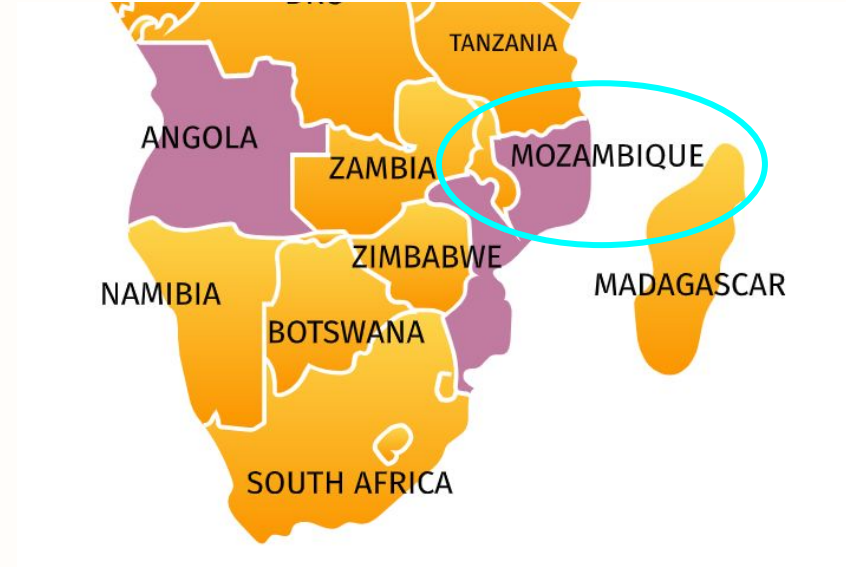 TANZANIA
ANGOLA
MOZAMBIQUE
ZAMBIA
ZIMBABWE
NAMIBIA
MADAGASCAR
BOTSWANA
SOUTH AFRICA